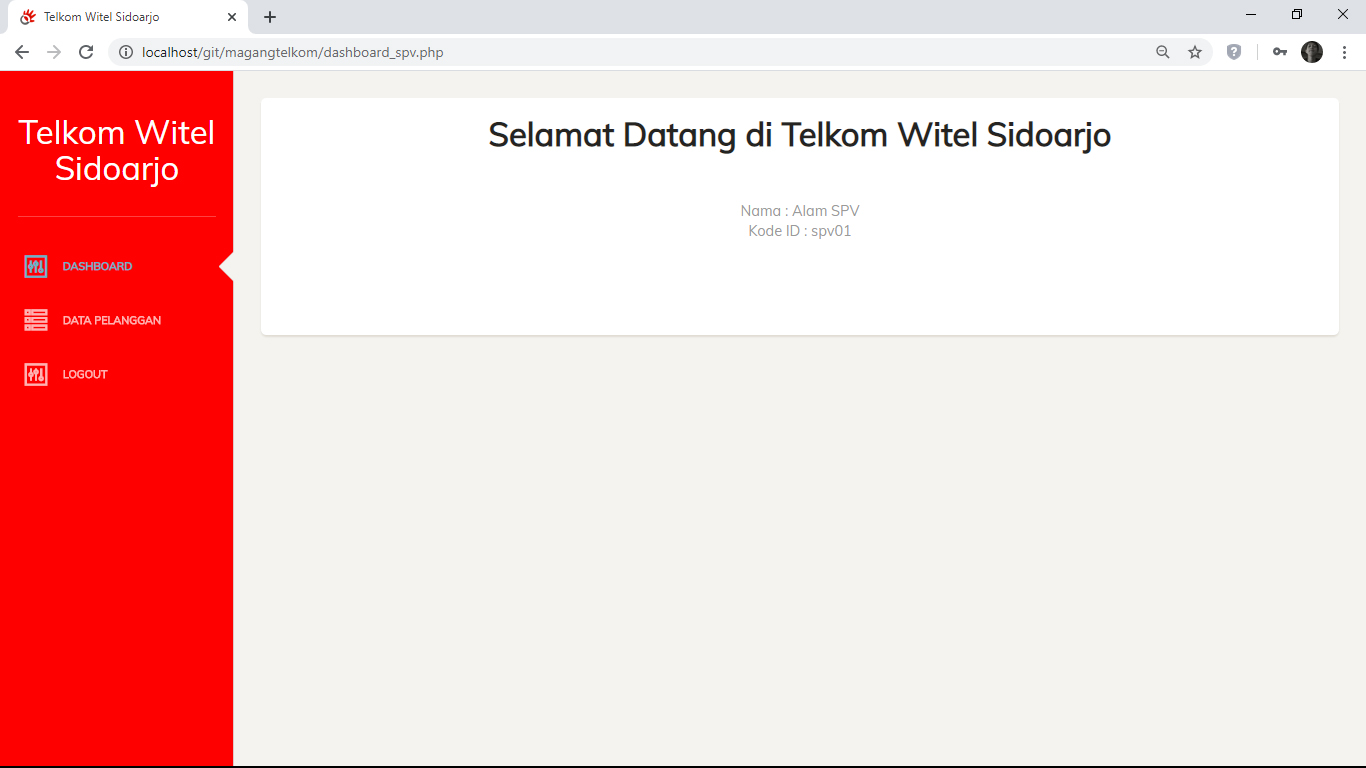 Telkom Witel Sidoarjo
localhost/git/magangtelkom/dashboard_spv.php
Telkom Witel
Sidoarjo
DASHBOARD
DATA PELANGGAN
LOGOUT
Selamat Datang di Telkom Witel Sidoarjo
Nama : Alam SPV
Kode ID : spv01